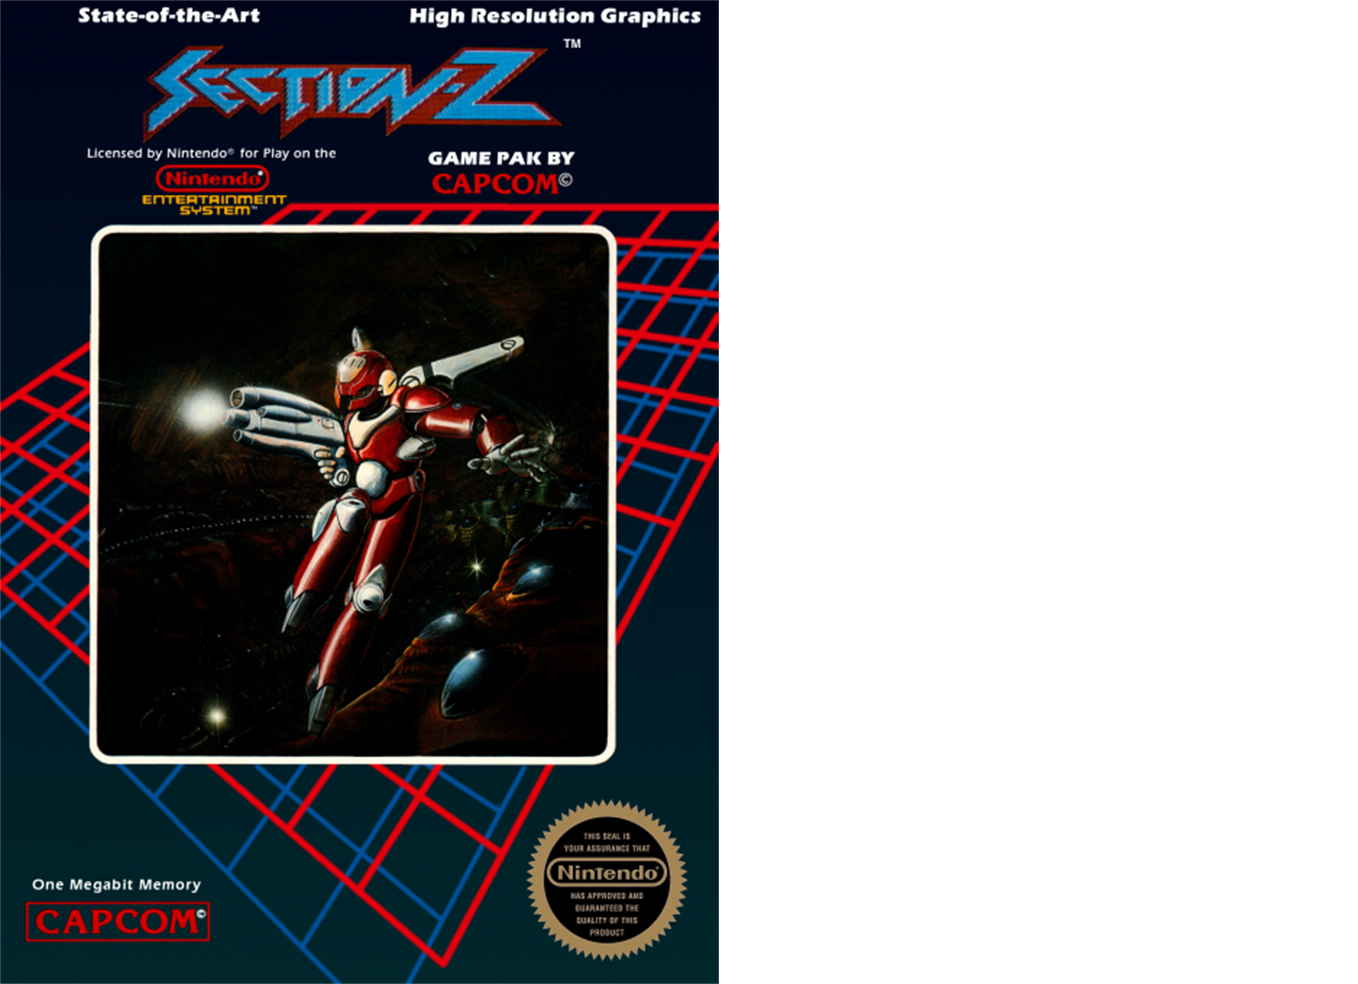 State-of-the-Art
High Resolution Graphics
SECTION-Z™
Licensed by Nintendo® for Play on the
Nintendo®
ENTERTAINMENT
SYSTEM™
GAME PAK BY
CAPCOM©
One Megabit Memory
CAPCOM©
THIS SEAL IS
YOUR ASSURANCE THAT
Nintendo®
HAS APPROVED AND
GUARANTEED THE
QUALITY OF THIS
PRODUCT